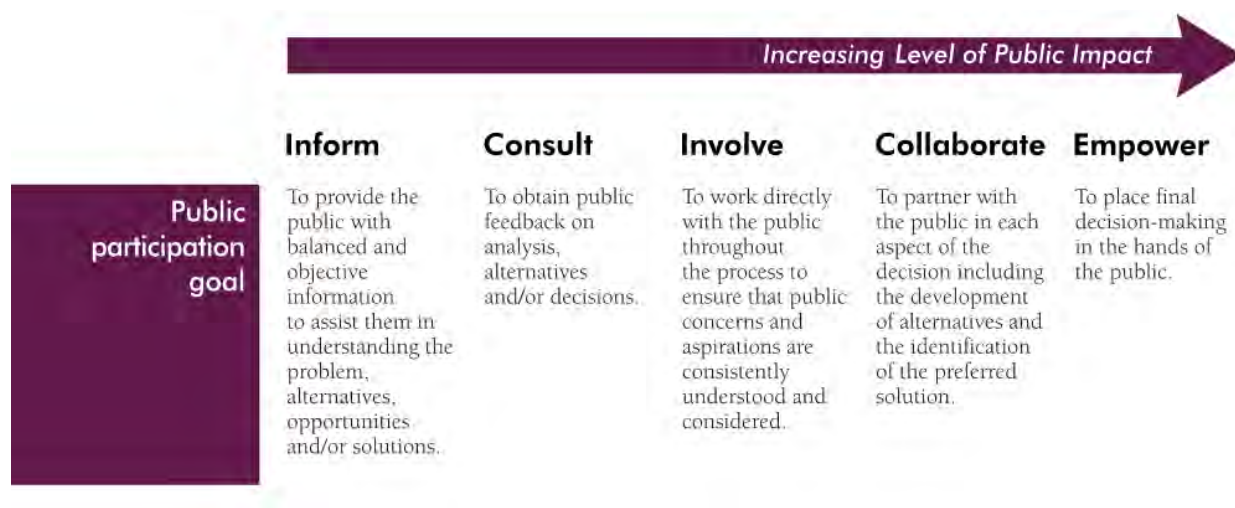 Increasing Level of Public Impact
Public
participation
goal
Inform
To provide the
public with
balanced and
objective
information
to assist them in
understanding the
problem,
alternatives,
opportunities
and/or solutions.
Consult
To obtain public
feedback on
analysis,
alternatives
and/or decisions.
Involve
To work directly
with the public
throughout
the process to
ensure that public
concerns and
aspirations are
consistently
understood and
considered.
Collaborate
To partner with
the public in each
aspect of the
decision including
the development
of alternatives and
the identification
of the preferred
solution.
Empower
To place final
decision-making
in the hands of
the public.